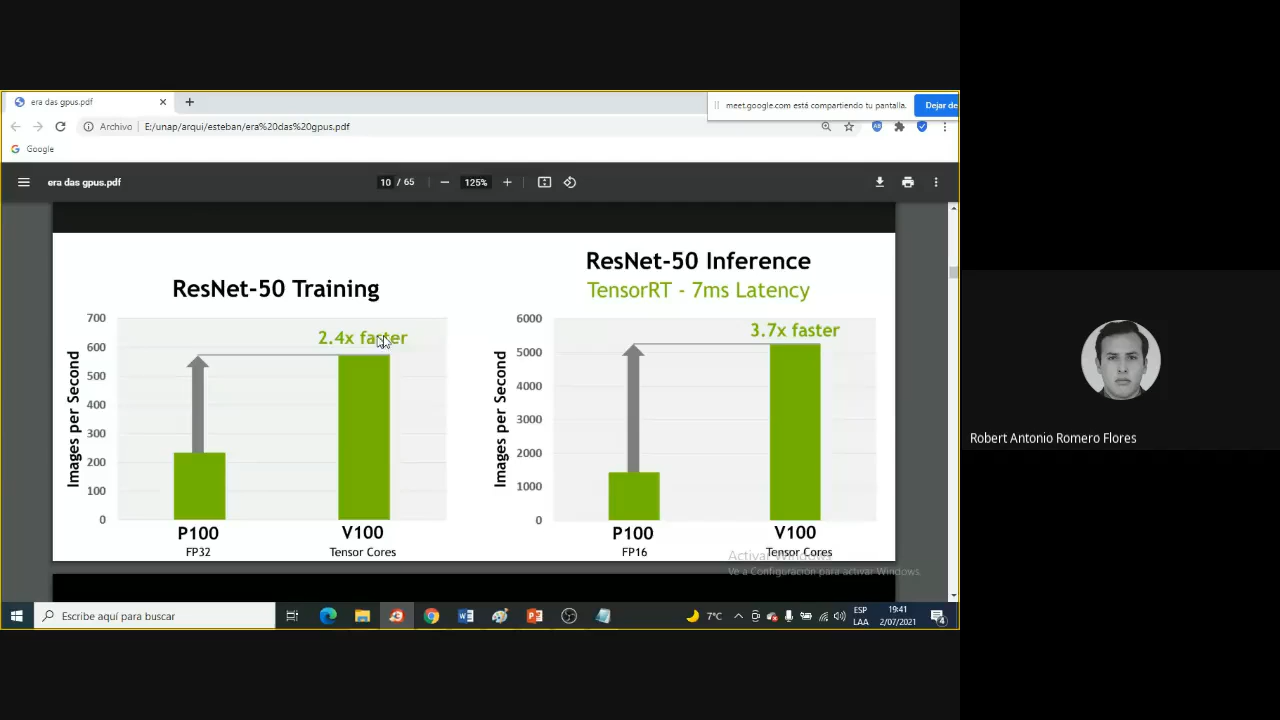 era das gpus.pdf
meet.google.com está compartiendo tu pantalla.
Dejar de
Archivo
E:/unap/arqui/esteban/era%20das%20gpus.pdf
Google
era das gpus.pdf
10 / 65
125%
ResNet-50 Training
700
600
500
400
300
200
100
0
Images per Second
2.4x faster
P100
FP32
V100
Tensor Cores
ResNet-50 Inference
TensorRT - 7ms Latency
6000
5000
4000
3000
2000
1000
0
Images per Second
3.7x faster
P100
FP16
V100
Tensor Cores
Activar Windows
Ve a Configuración para activar Windows.
Robert Antonio Romero Flores
Escribe aquí para buscar
7°C
ESP
LAA
19:41
2/07/2021
4